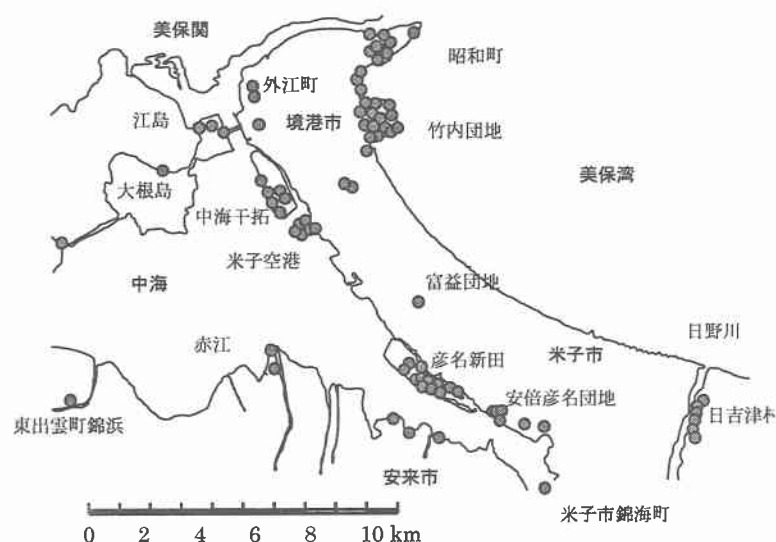 美保関
昭和町
外江町
江島
境港市
竹内団地
美保湾
大根島
中海干拓
米子空港
中海
富益団地
日野川
赤江
彦名新田
米子市
安倍彦名団地
日吉津村
東出雲町錦浜
安来市
米子市錦海町
0 2 4 6 8 10 km